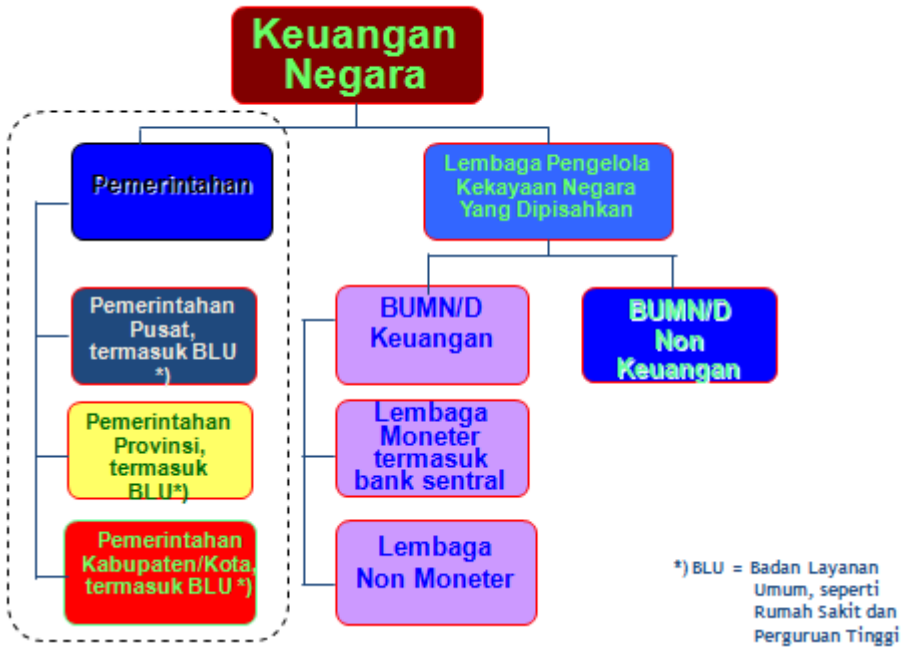 Keuangan
Negara
Pemerintahan
Lembaga Pengelola
Kekayaan Negara
Yang Dipisahkan
Pemerintahan
Pusat,
termasuk BLU
*)
BUMN/D
Keuangan
BUMN/D
Non
Keuangan
Pemerintahan
Provinsi,
termasuk
BLU*)
Lembaga
Moneter
termasuk
bank sentral
Pemerintahan
Kabupaten/Kota,
termasuk BLU *)
Lembaga
Non Moneter
*) BLU = Badan Layanan
Umum, seperti
Rumah Sakit dan
Perguruan Tinggi